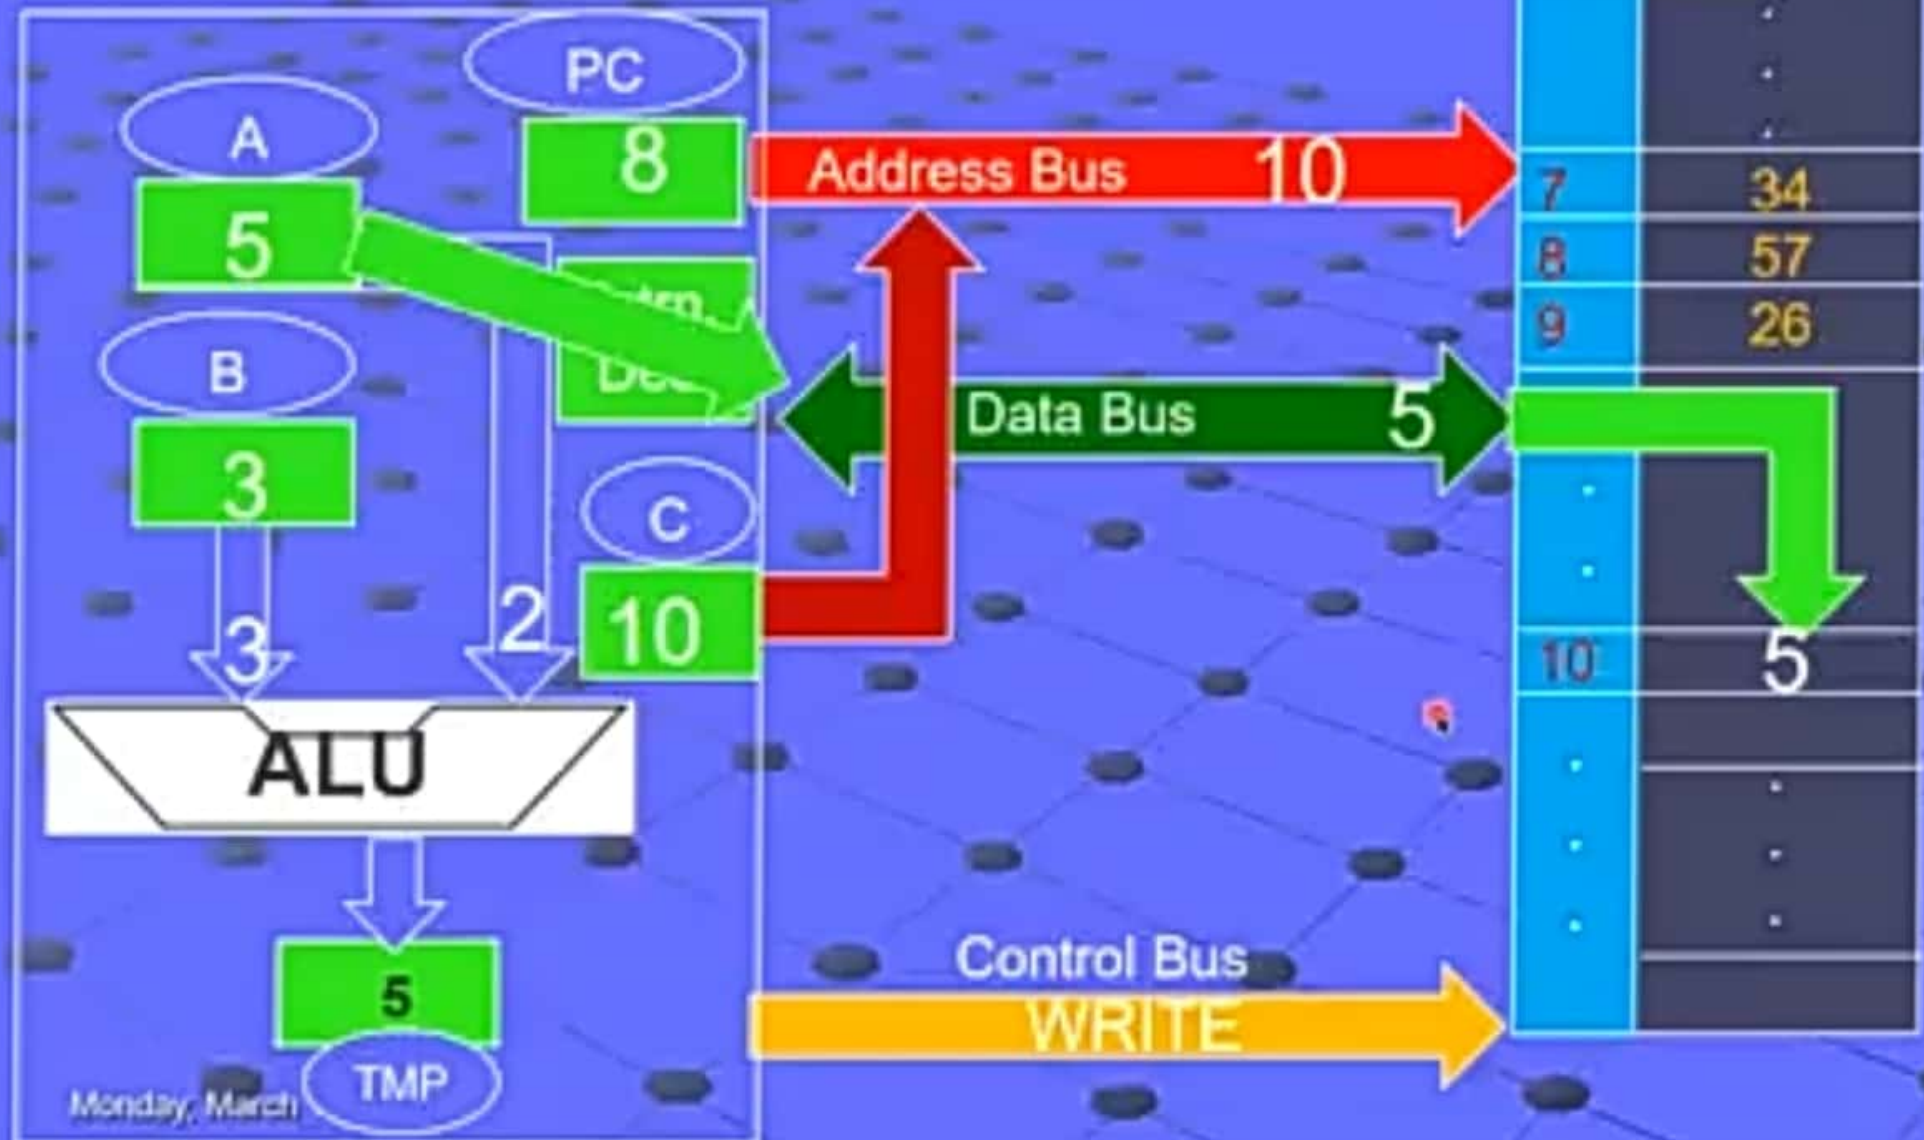 PC
A
8
Address Bus 10
5
7 34
8 57
9 26
B
Data Bus 5
3
C
10
3
2
10 5
ALU
5
Control Bus
WRITE
TMP
Monday, March